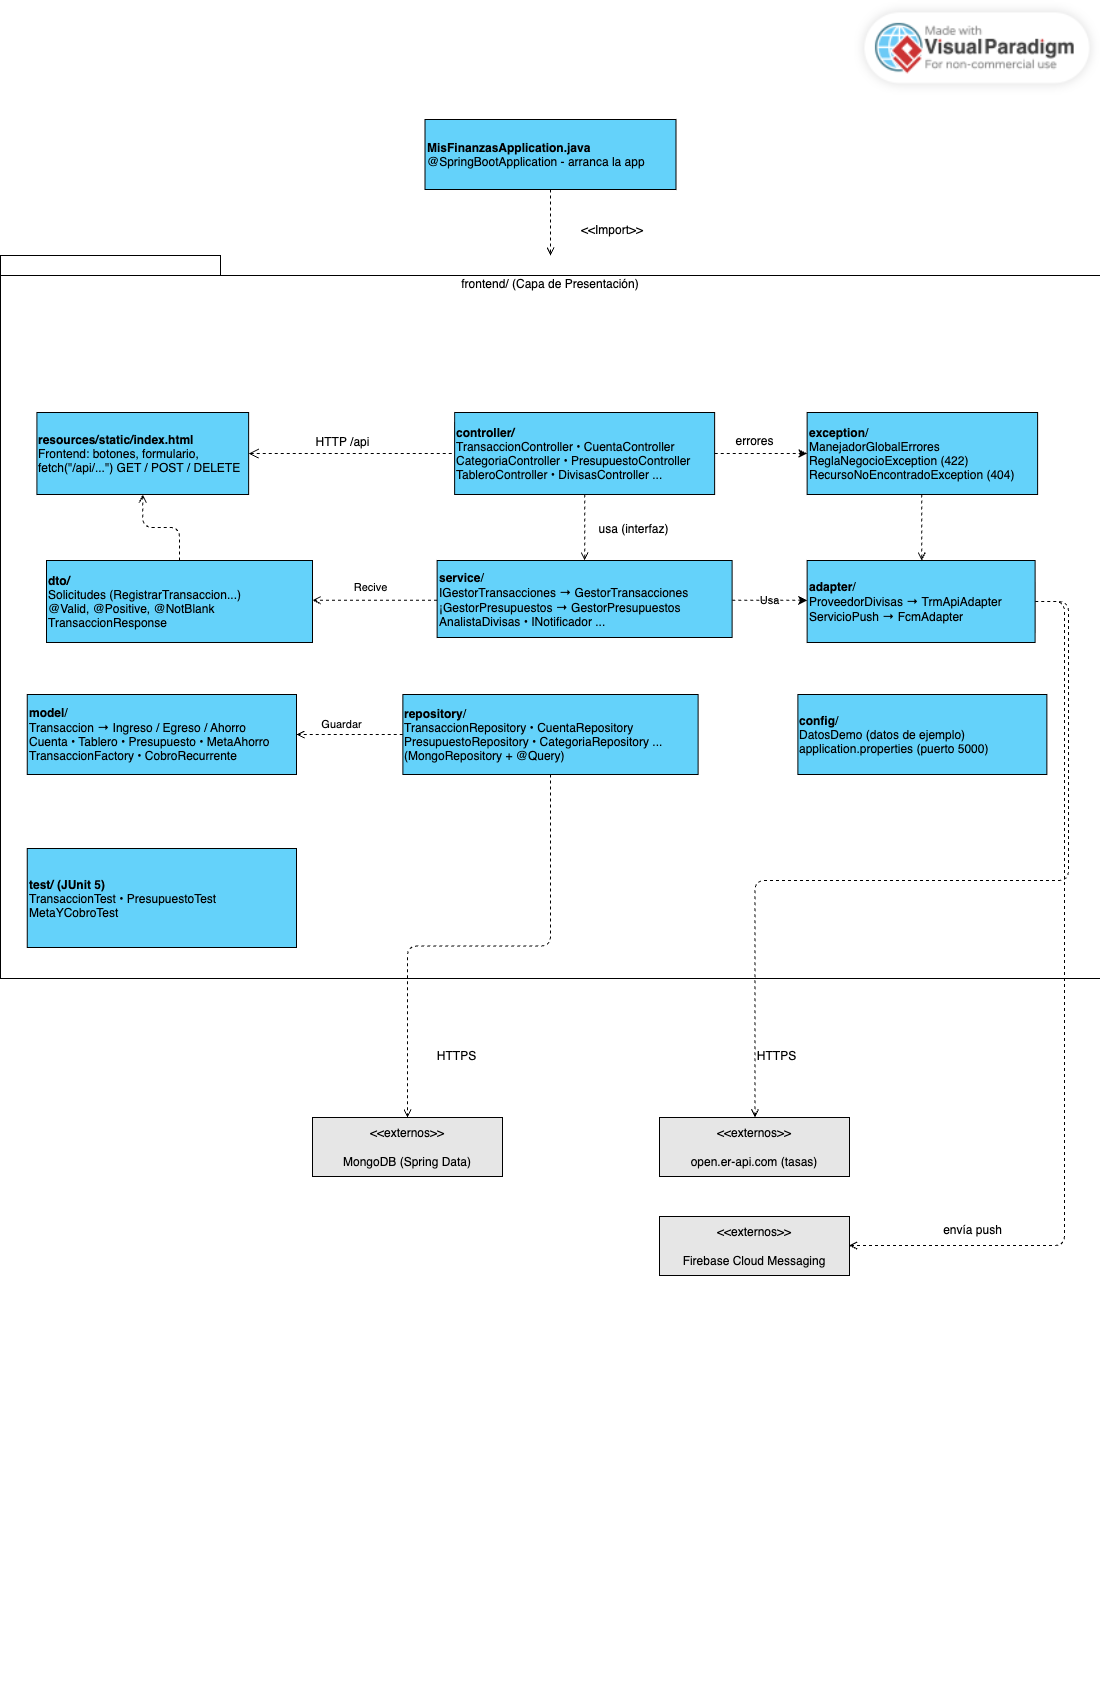 Made with
Visual Paradigm
For non-commercial use
MisFinanzasApplication.java
@SpringBootApplication - arranca la app
<<Import>>
frontend/ (Capa de Presentación)
resources/static/index.html
Frontend: botones, formulario,
fetch("/api/...") GET / POST / DELETE
HTTP /api
controller/
TransaccionController • CuentaController
CategoriaController • PresupuestoController
TableroController • DivisasController ...
errores
exception/
ManejadorGlobalErrores
ReglaNegocioException (422)
RecursoNoEncontradoException (404)
usa (interfaz)
dto/
Solicitudes (RegistrarTransaccion...)
@Valid, @Positive, @NotBlank
TransaccionResponse
Recive
service/
IGestorTransacciones → GestorTransacciones
¡GestorPresupuestos → GestorPresupuestos
AnalistaDivisas • INotificador ...
Usa
adapter/
ProveedorDivisas → TrmApiAdapter
ServicioPush → FcmAdapter
model/
Transaccion → Ingreso / Egreso / Ahorro
Cuenta • Tablero • Presupuesto • MetaAhorro
TransaccionFactory • CobroRecurrente
Guardar
repository/
TransaccionRepository • CuentaRepository
PresupuestoRepository • CategoriaRepository ...
(MongoRepository + @Query)
config/
DatosDemo (datos de ejemplo)
application.properties (puerto 5000)
test/ (JUnit 5)
TransaccionTest • PresupuestoTest
MetaYCobroTest
HTTPS
HTTPS
<<externos>>
MongoDB (Spring Data)
<<externos>>
open.er-api.com (tasas)
<<externos>>
Firebase Cloud Messaging
envía push